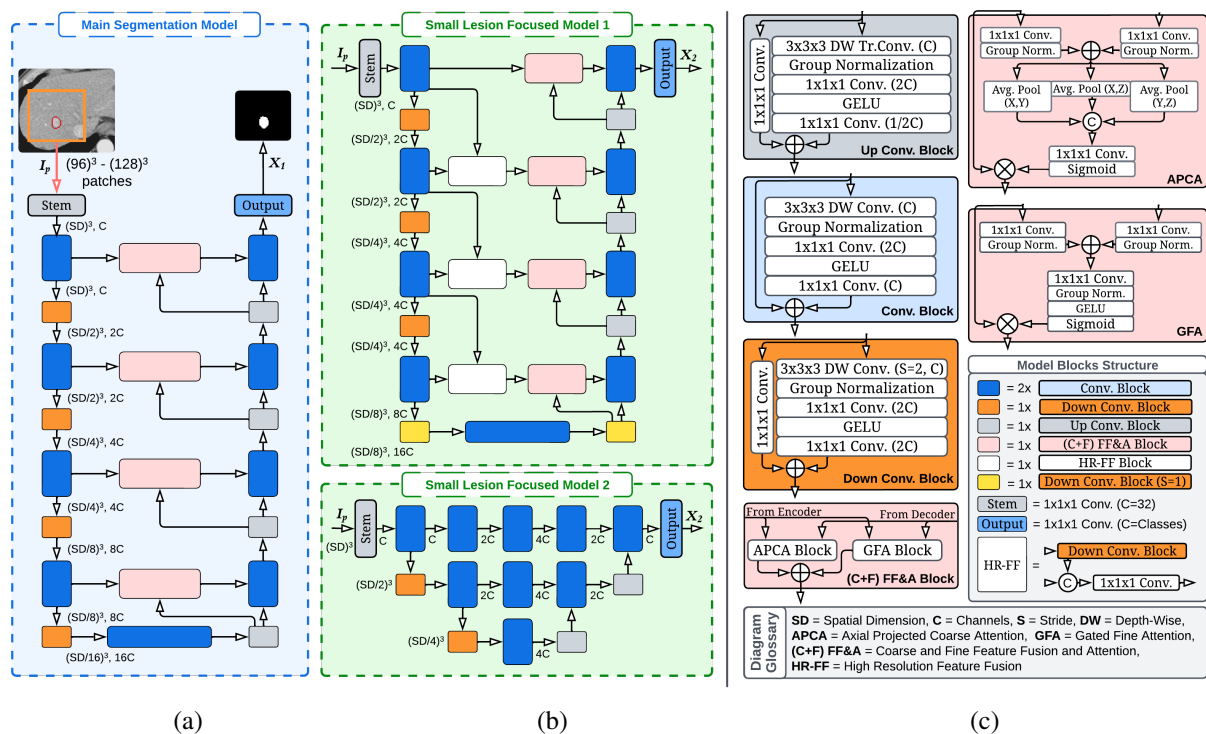 Main Segmentation Model
I_p
(96)³ - (128)³
patches
X_1
Stem
Output
(SD)³, C
(SD)³, C
(SD/2)³, 2C
(SD/2)³, 2C
(SD/4)³, 4C
(SD/4)³, 4C
(SD/8)³, 8C
(SD/8)³, 8C
(SD/16)³, 16C
(a)
Small Lesion Focused Model 1
I_p
Stem
Output
X_2
(SD)³, C
(SD/2)³, 2C
(SD/2)³, 2C
(SD/4)³, 4C
(SD/4)³, 4C
(SD/4)³, 4C
(SD/8)³, 8C
(SD/8)³, 16C
Small Lesion Focused Model 2
I_p
(SD)³
Stem
C
C
2C
4C
2C
C
Output
X_2
(SD/2)³
2C
4C
2C
(SD/4)³
4C
(b)
1x1x1 Conv.
3x3x3 DW Tr.Conv. (C)
Group Normalization
1x1x1 Conv. (2C)
GELU
1x1x1 Conv. (1/2C)
Up Conv. Block
3x3x3 DW Conv. (C)
Group Normalization
1x1x1 Conv. (2C)
GELU
1x1x1 Conv. (C)
Conv. Block
1x1x1 Conv.
3x3x3 DW Conv. (S=2, C)
Group Normalization
1x1x1 Conv. (2C)
GELU
1x1x1 Conv. (2C)
Down Conv. Block
From Encoder
From Decoder
APCA Block
GFA Block
(C+F) FF&A Block
1x1x1 Conv.
Group Norm.
1x1x1 Conv.
Group Norm.
Avg. Pool
(X,Y)
Avg. Pool (X,Z)
Avg. Pool
(Y,Z)
C
1x1x1 Conv.
Sigmoid
APCA
1x1x1 Conv.
Group Norm.
1x1x1 Conv.
Group Norm.
1x1x1 Conv.
Group Norm.
GELU
Sigmoid
GFA
Model Blocks Structure
= 2x Conv. Block
= 1x Down Conv. Block
= 1x Up Conv. Block
= 1x (C+F) FF&A Block
= 1x HR-FF Block
= 1x Down Conv. Block (S=1)
Stem = 1x1x1 Conv. (C=32)
Output = 1x1x1 Conv. (C=Classes)
HR-FF =
Down Conv. Block
C
1x1x1 Conv.
Diagram
Glossary
SD = Spatial Dimension, C = Channels, S = Stride, DW = Depth-Wise,
APCA = Axial Projected Coarse Attention, GFA = Gated Fine Attention,
(C+F) FF&A = Coarse and Fine Feature Fusion and Attention,
HR-FF = High Resolution Feature Fusion
(c)